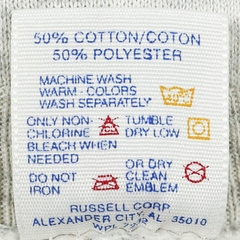 50% COTTON/COTON
50% POLYESTER
MACHINE WASH
WARM - COLORS
WASH SEPARATELY
ONLY NON-
CHLORINE
BLEACH WHEN
NEEDED
TUMBLE
DRY LOW
DO NOT
IRON
OR DRY
CLEAN
EMBLEM
RUSSELL CORP
ALEXANDER CITY, AL. 35010